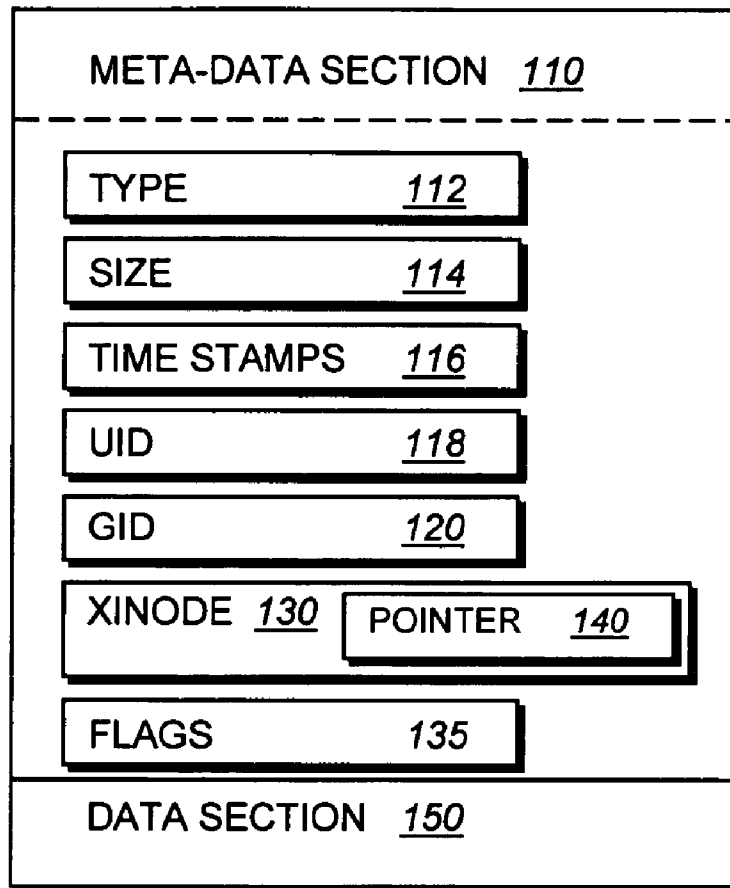 META-DATA SECTION 110
TYPE 112
SIZE 114
TIME STAMPS 116
UID 118
GID 120
XINODE 130 POINTER 140
FLAGS 135
DATA SECTION 150